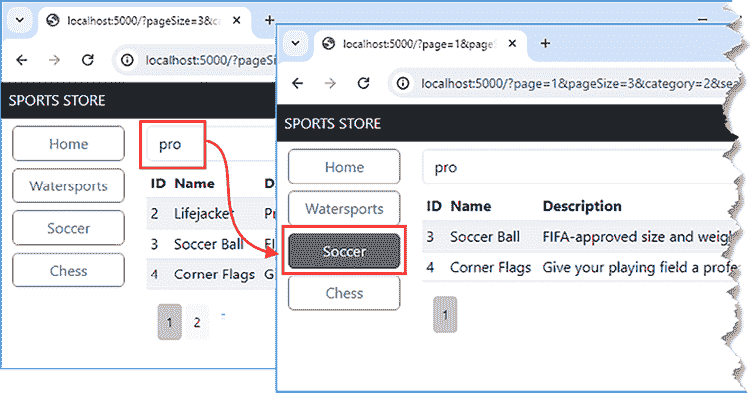 localhost:5000/?pageSize=3&c
localhost:5000/?pageSi
SPORTS STORE
Home
Watersports
Soccer
Chess
pro
ID Name D
2 Lifejacket Pr
3 Soccer Ball FI
4 Corner Flags G
1 2
localhost:5000/?page=1&pageS
localhost:5000/?page=1&pageSize=3&category=2&se
SPORTS STORE
Home
Watersports
Soccer
Chess
pro
ID Name Description
3 Soccer Ball FIFA-approved size and weigh
4 Corner Flags Give your playing field a profe
1